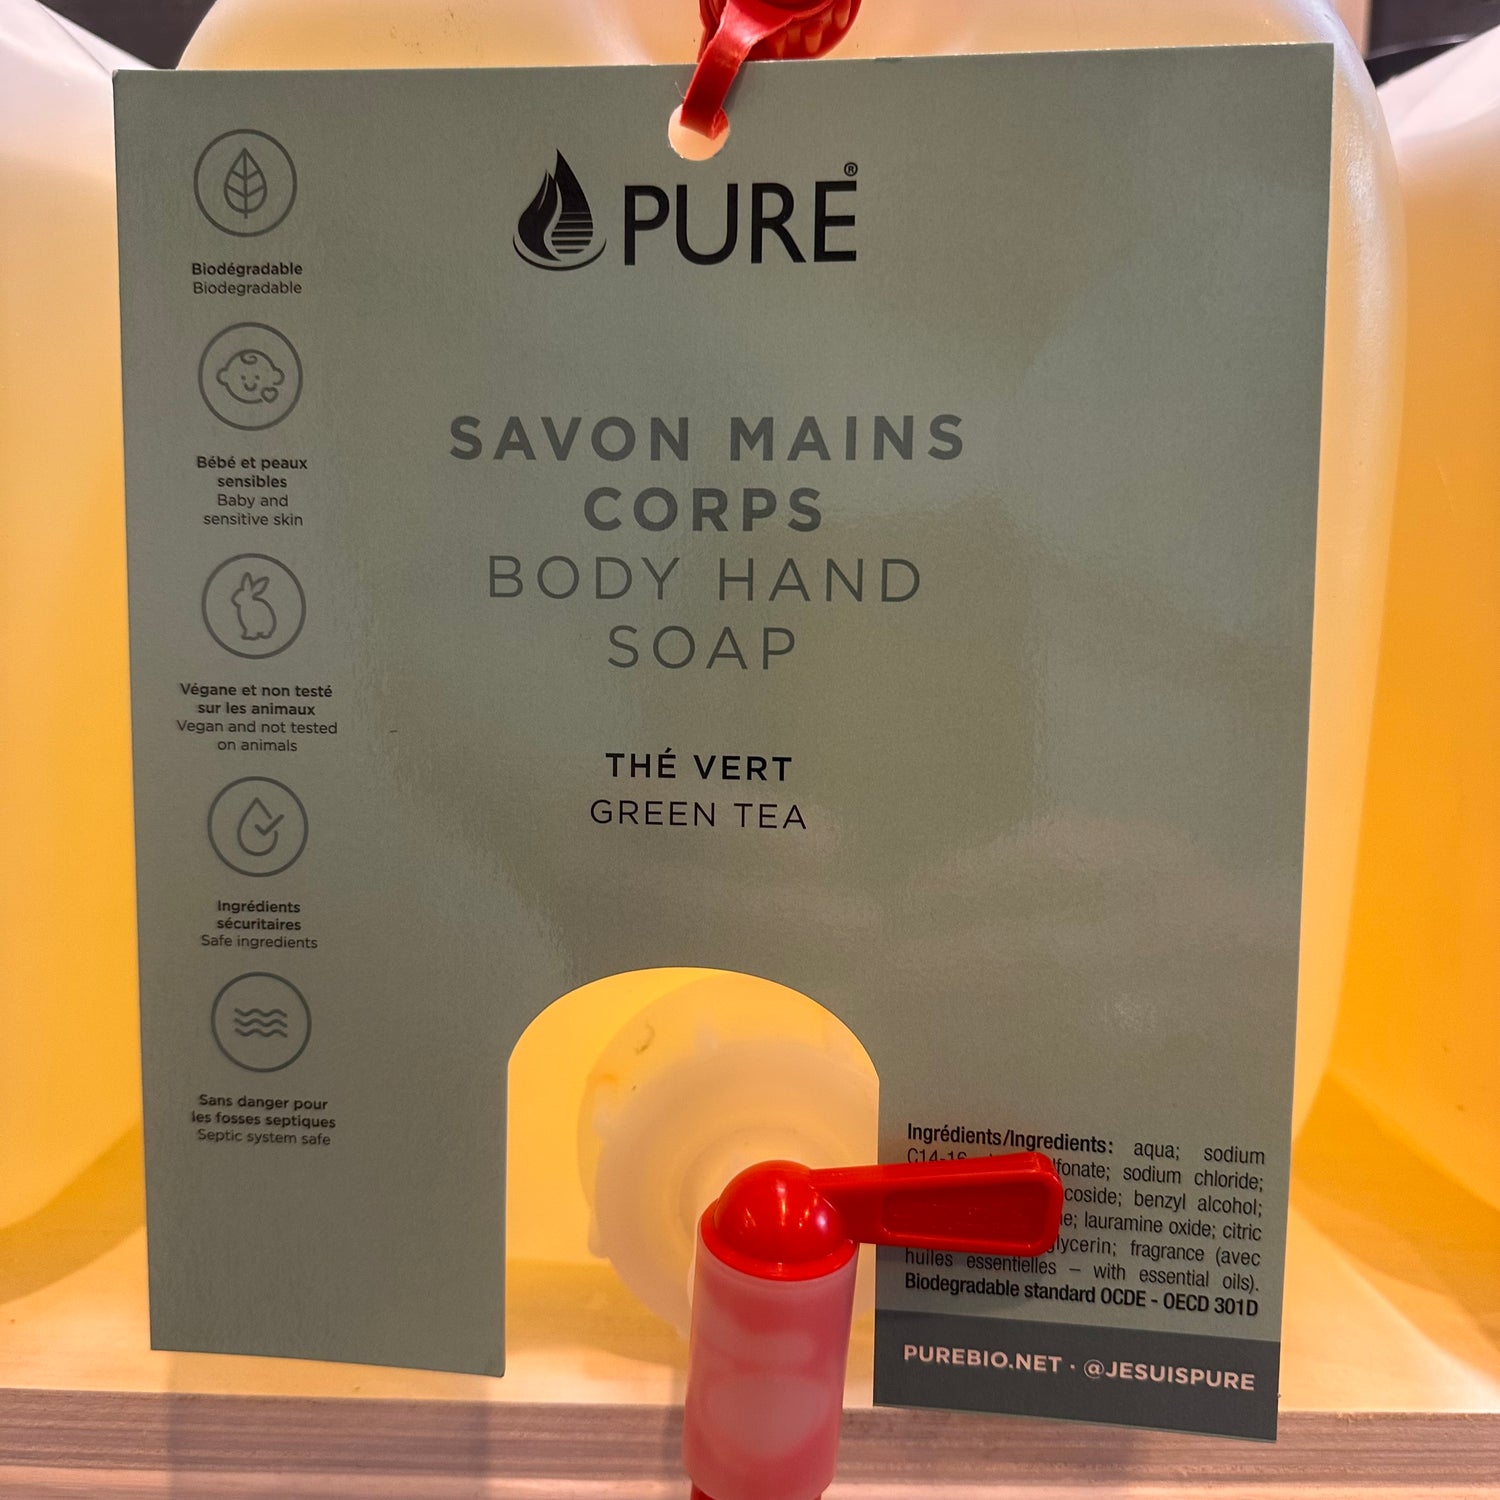 PURE®
Biodégradable
Biodegradable
Bébé et peaux
sensibles
Baby and
sensitive skin
Végane et non testé
sur les animaux
Vegan and not tested
on animals
Ingrédients
sécuritaires
Safe ingredients
Sans danger pour
les fosses septiques
Septic system safe
SAVON MAINS
CORPS
BODY HAND
SOAP
THÉ VERT
GREEN TEA
Ingrédients/Ingredients: aqua; sodium
C14-16 sodium chloride;
benzyl alcohol;
lauramine oxide; citric
glycerin; fragrance (avec
huiles essentielles – with essential oils).
Biodegradable standard OCDE - OECD 301D
PUREBIO.NET · @JESUISPURE